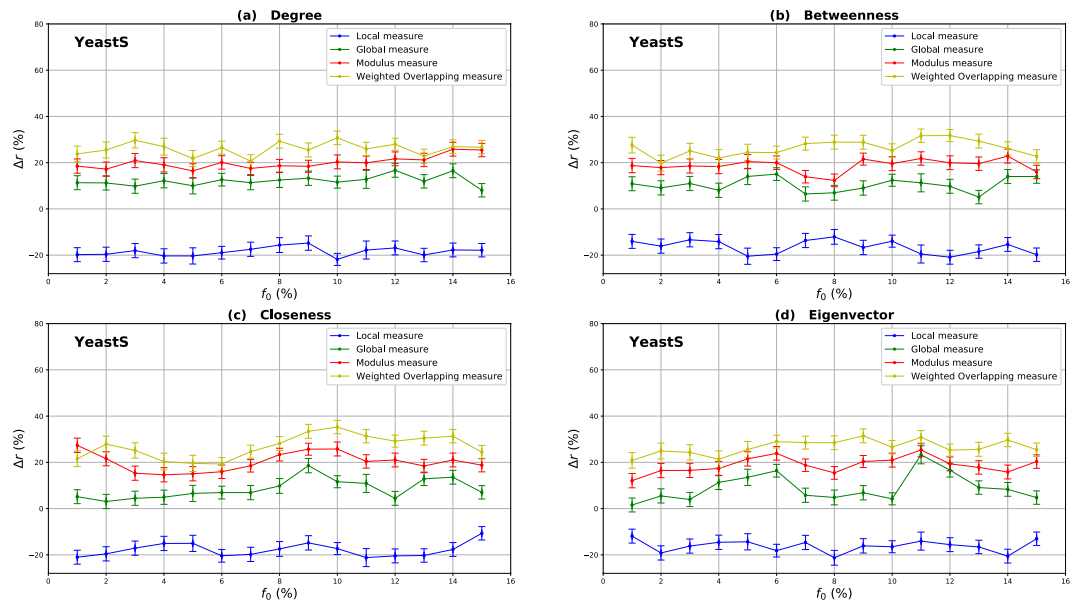 (a) Degree
YeastS
Local measure
Global measure
Modulus measure
Weighted Overlapping measure
80
60
40
20
0
−20
Δr (%)
0 2 4 6 8 10 12 14 16
f₀ (%)
(b) Betweenness
YeastS
Local measure
Global measure
Modulus measure
Weighted Overlapping measure
80
60
40
20
0
−20
Δr (%)
0 2 4 6 8 10 12 14 16
f₀ (%)
(c) Closeness
YeastS
Local measure
Global measure
Modulus measure
Weighted Overlapping measure
80
60
40
20
0
−20
Δr (%)
0 2 4 6 8 10 12 14 16
f₀ (%)
(d) Eigenvector
YeastS
Local measure
Global measure
Modulus measure
Weighted Overlapping measure
80
60
40
20
0
−20
Δr (%)
0 2 4 6 8 10 12 14 16
f₀ (%)